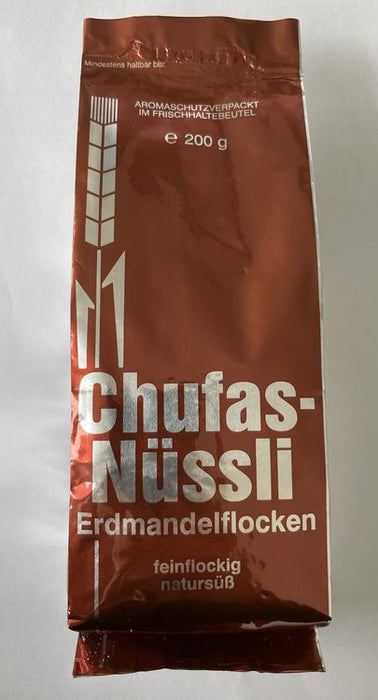 Mindestens haltbar bis:
AROMASCHUTZVERPACKT
IM FRISCHHALTEBEUTEL
℮ 200 g
Chufas-
Nüssli
Erdmandelflocken
feinflockig
natursüß